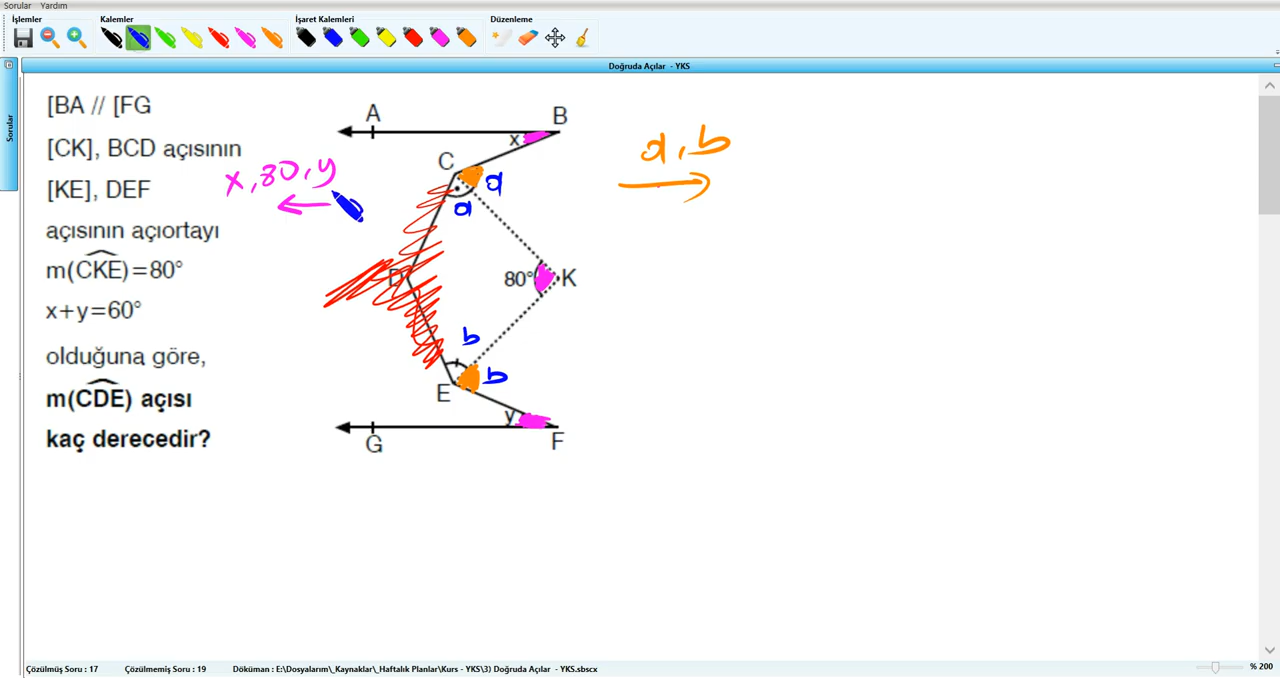 Sorular Yardım
İşlemler Kalemler İşaret Kalemleri Düzenleme
Doğruda Açılar - YKS
Sorular
[BA // [FG
[CK], BCD açısının
[KE], DEF
açısının açıortayı
m(CKE)=80°
x+y=60°
olduğuna göre,
m(CDE) açısı
kaç derecedir?
x,80,y
A B
x
C
a
a
D
80° K
b
b
E
y
G F
a,b
Çözülmüş Soru : 17 Çözülmemiş Soru : 19 Döküman : E:\Dosyalarım\_Kaynaklar\_Haftalık Planlar\Kurs - YKS\3) Doğruda Açılar - YKS.sbscx % 200